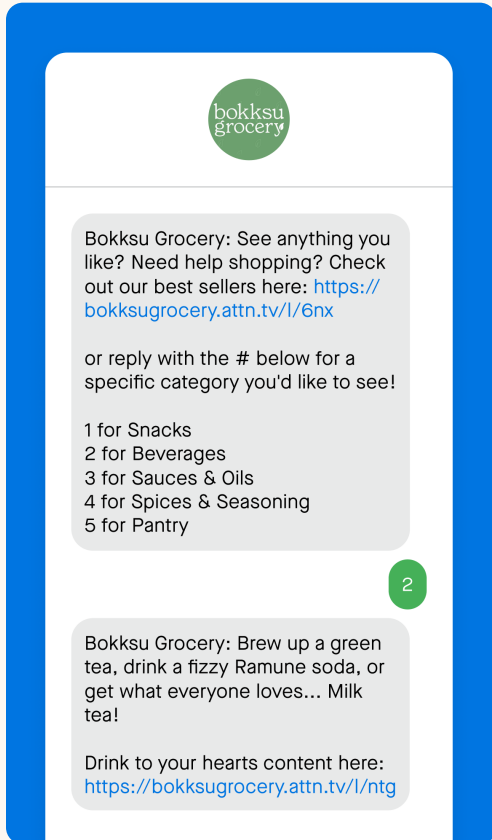 bokksu
grocery
Bokksu Grocery: See anything you
like? Need help shopping? Check
out our best sellers here: https://
bokksugrocery.attn.tv/l/6nx
or reply with the # below for a
specific category you'd like to see!
1 for Snacks
2 for Beverages
3 for Sauces & Oils
4 for Spices & Seasoning
5 for Pantry
2
Bokksu Grocery: Brew up a green
tea, drink a fizzy Ramune soda, or
get what everyone loves... Milk
tea!
Drink to your hearts content here:
https://bokksugrocery.attn.tv/l/ntg